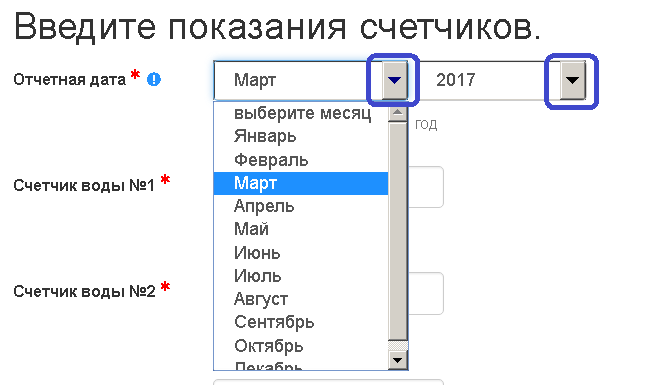 Введите показания счетчиков.
Отчетная дата *
Март
2017
выберите месяц
Январь
год
Февраль
Счетчик воды №1 *
Март
Апрель
Май
Июнь
Июль
Счетчик воды №2 *
Август
Сентябрь
Октябрь
Декабрь